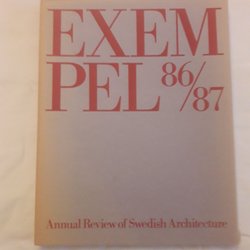 EXEM
PEL 86/
87
Annual Review of Swedish Architecture